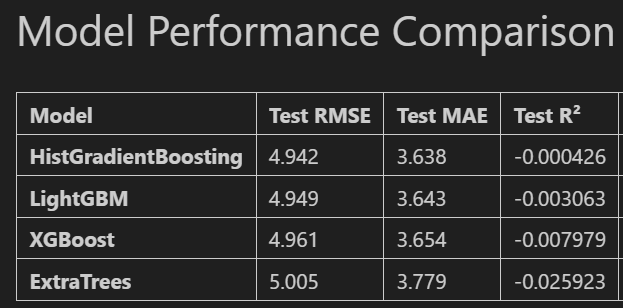 Model Performance Comparison
Model Test RMSE Test MAE Test R²
HistGradientBoosting 4.942 3.638 -0.000426
LightGBM 4.949 3.643 -0.003063
XGBoost 4.961 3.654 -0.007979
ExtraTrees 5.005 3.779 -0.025923